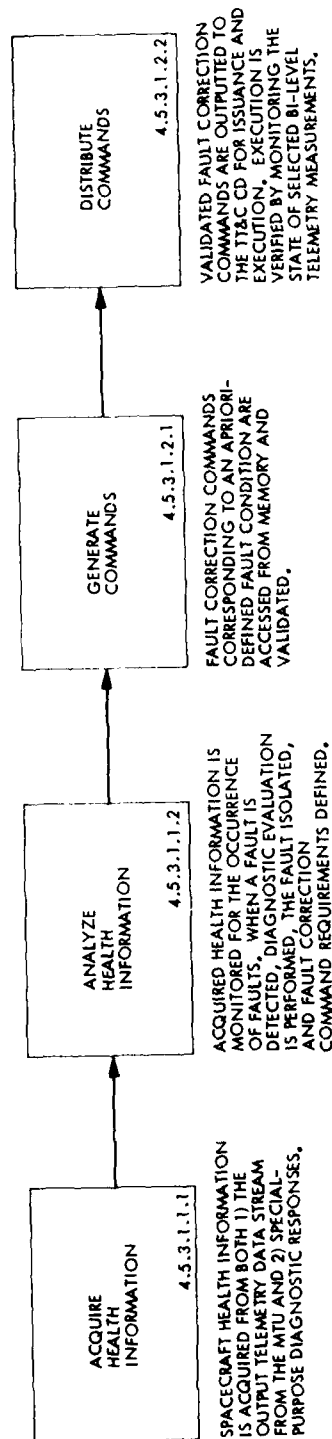 ACQUIRE
HEALTH
INFORMATION
4.5.3.1.1.1
SPACECRAFT HEALTH INFORMATION
IS ACQUIRED FROM BOTH 1) THE
OUTPUT TELEMETRY DATA STREAM
FROM THE MTU AND 2) SPECIAL-
PURPOSE DIAGNOSTIC RESPONSES.
ANALYZE
HEALTH
INFORMATION
4.5.3.1.1.2
ACQUIRED HEALTH INFORMATION IS
MONITORED FOR THE OCCURRENCE
OF FAULTS. WHEN A FAULT IS
DETECTED, DIAGNOSTIC EVALUATION
IS PERFORMED, THE FAULT ISOLATED,
AND FAULT CORRECTION
COMMAND REQUIREMENTS DEFINED.
GENERATE
COMMANDS
4.5.3.1.2.1
FAULT CORRECTION COMMANDS
CORRESPONDING TO AN APRIORI-
DEFINED FAULT CONDITION ARE
ACCESSED FROM MEMORY AND
VALIDATED.
DISTRIBUTE
COMMANDS
4.5.3.1.2.2
VALIDATED FAULT CORRECTION
COMMANDS ARE OUTPUTTED TO
THE TT&C CD FOR ISSUANCE AND
EXECUTION. EXECUTION IS
VERIFIED BY MONITORING THE
STATE OF SELECTED BI-LEVEL
TELEMETRY MEASUREMENTS.